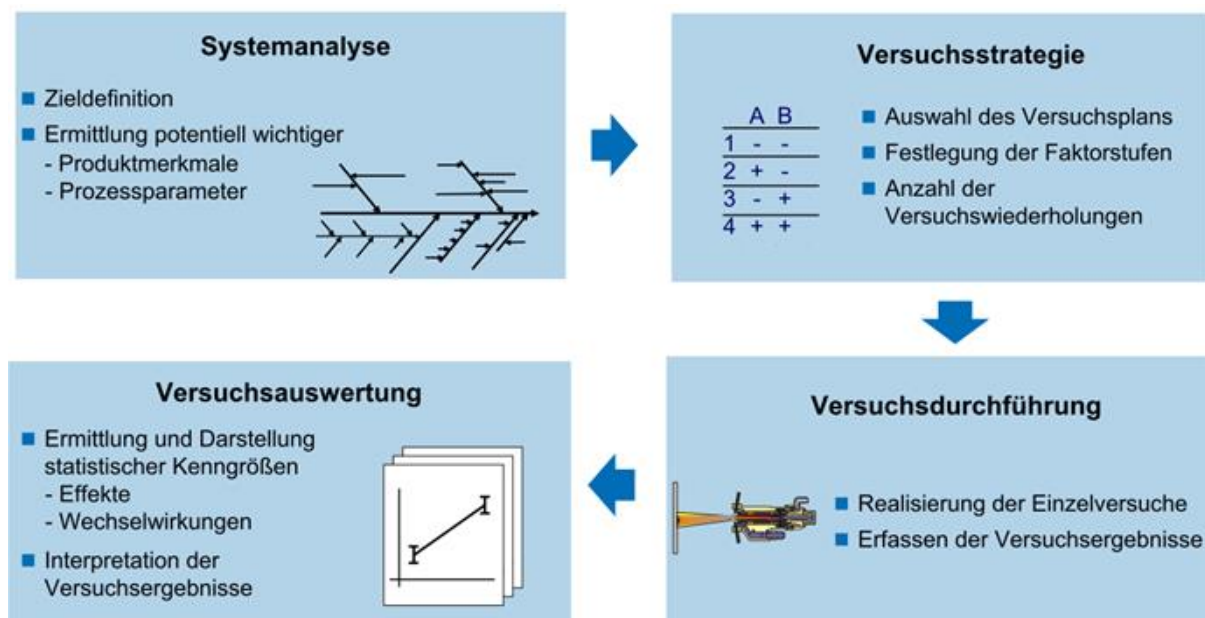 Systemanalyse
Zieldefinition
Ermittlung potentiell wichtiger
- Produktmerkmale
- Prozessparameter
Versuchsstrategie
A B
1 - -
2 + -
3 - +
4 + +
Auswahl des Versuchsplans
Festlegung der Faktorstufen
Anzahl der
Versuchswiederholungen
Versuchsauswertung
Ermittlung und Darstellung
statistischer Kenngrößen
- Effekte
- Wechselwirkungen
Interpretation der
Versuchsergebnisse
Versuchsdurchführung
Realisierung der Einzelversuche
Erfassen der Versuchsergebnisse